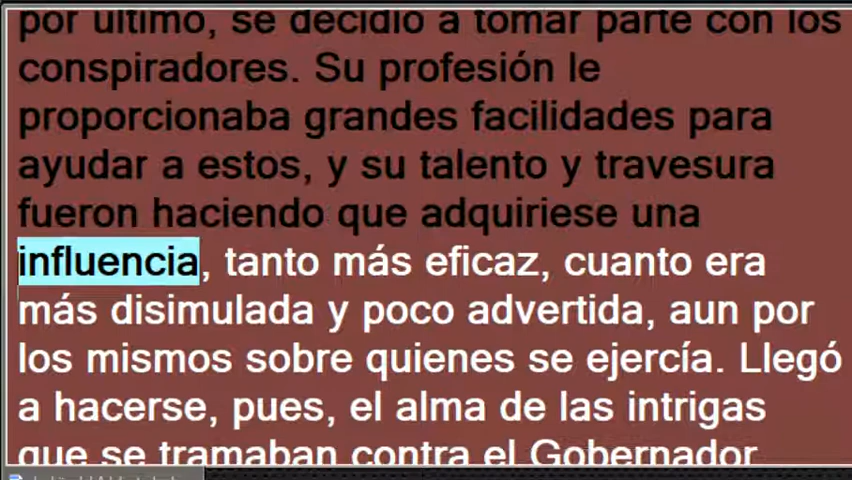 por último, se decidió a tomar parte con los
conspiradores. Su profesión le
proporcionaba grandes facilidades para
ayudar a estos, y su talento y travesura
fueron haciendo que adquiriese una
influencia, tanto más eficaz, cuanto era
más disimulada y poco advertida, aun por
los mismos sobre quienes se ejercía. Llegó
a hacerse, pues, el alma de las intrigas
que se tramaban contra el Gobernador